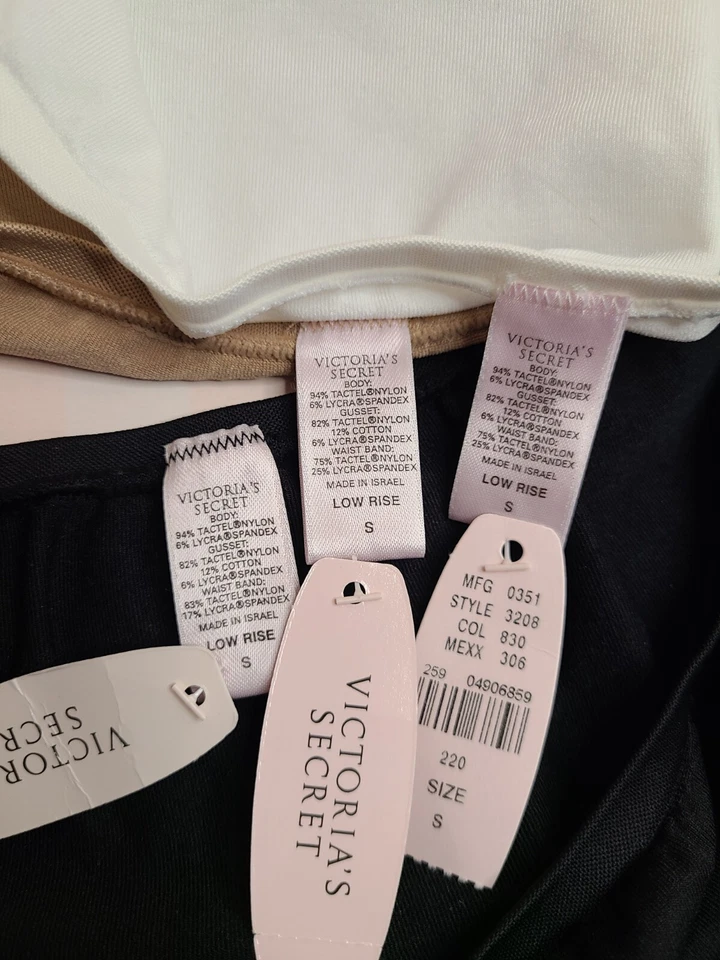 VICTORIA'S
SECRET
BODY:
94% TACTEL®NYLON
6% LYCRA®SPANDEX
GUSSET:
82% TACTEL®NYLON
12% COTTON
6% LYCRA®SPANDEX
WAIST BAND:
83% TACTEL®NYLON
17% LYCRA®SPANDEX
MADE IN ISRAEL
LOW RISE
S
VICTORIA'S
SECRET
BODY:
94% TACTEL®NYLON
6% LYCRA®SPANDEX
GUSSET:
82% TACTEL®NYLON
12% COTTON
6% LYCRA®SPANDEX
WAIST BAND:
75% TACTEL®NYLON
25% LYCRA®SPANDEX
MADE IN ISRAEL
LOW RISE
S
VICTORIA'S
SECRET
BODY:
94% TACTEL®NYLON
6% LYCRA®SPANDEX
GUSSET:
82% TACTEL®NYLON
12% COTTON
6% LYCRA®SPANDEX
WAIST BAND:
75% TACTEL®NYLON
25% LYCRA®SPANDEX
MADE IN ISRAEL
LOW RISE
S
VICTOR
SECR
VICTORIA'S
SECRET
MFG 0351
STYLE 3208
COL 830
MEXX 306
259 04906859
220
SIZE
S